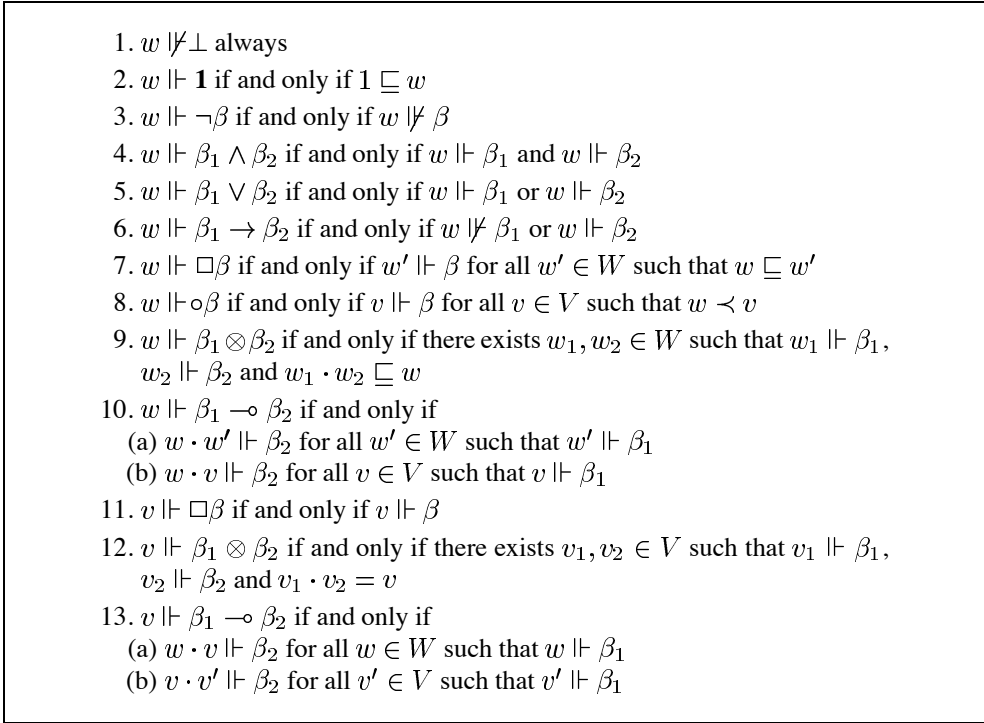 1. w ⊮ ⊥ always
2. w ⊩ 1 if and only if 1 ⊑ w
3. w ⊩ ¬β if and only if w ⊮ β
4. w ⊩ β₁ ∧ β₂ if and only if w ⊩ β₁ and w ⊩ β₂
5. w ⊩ β₁ ∨ β₂ if and only if w ⊩ β₁ or w ⊩ β₂
6. w ⊩ β₁ → β₂ if and only if w ⊮ β₁ or w ⊩ β₂
7. w ⊩ □β if and only if w′ ⊩ β for all w′ ∈ W such that w ⊑ w′
8. w ⊩ ∘β if and only if v ⊩ β for all v ∈ V such that w ≺ v
9. w ⊩ β₁ ⊗ β₂ if and only if there exists w₁, w₂ ∈ W such that w₁ ⊩ β₁,
w₂ ⊩ β₂ and w₁ · w₂ ⊑ w
10. w ⊩ β₁ ⊸ β₂ if and only if
(a) w · w′ ⊩ β₂ for all w′ ∈ W such that w′ ⊩ β₁
(b) w · v ⊩ β₂ for all v ∈ V such that v ⊩ β₁
11. v ⊩ □β if and only if v ⊩ β
12. v ⊩ β₁ ⊗ β₂ if and only if there exists v₁, v₂ ∈ V such that v₁ ⊩ β₁,
v₂ ⊩ β₂ and v₁ · v₂ = v
13. v ⊩ β₁ ⊸ β₂ if and only if
(a) w · v ⊩ β₂ for all w ∈ W such that w ⊩ β₁
(b) v · v′ ⊩ β₂ for all v′ ∈ V such that v′ ⊩ β₁